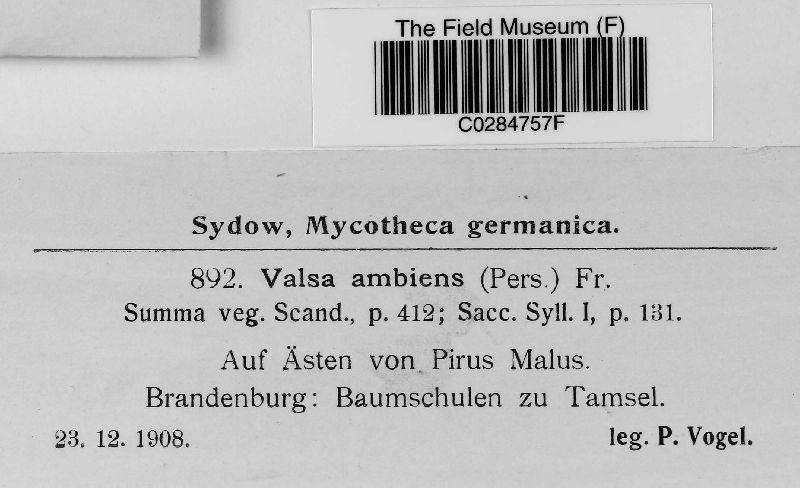 The Field Museum (F)
C0284757F
Sydow, Mycotheca germanica.
892. Valsa ambiens (Pers.) Fr.
Summa veg. Scand., p. 412; Sacc. Syll. I, p. 131.
Auf Ästen von Pirus Malus.
Brandenburg: Baumschulen zu Tamsel.
23. 12. 1908. leg. P. Vogel.